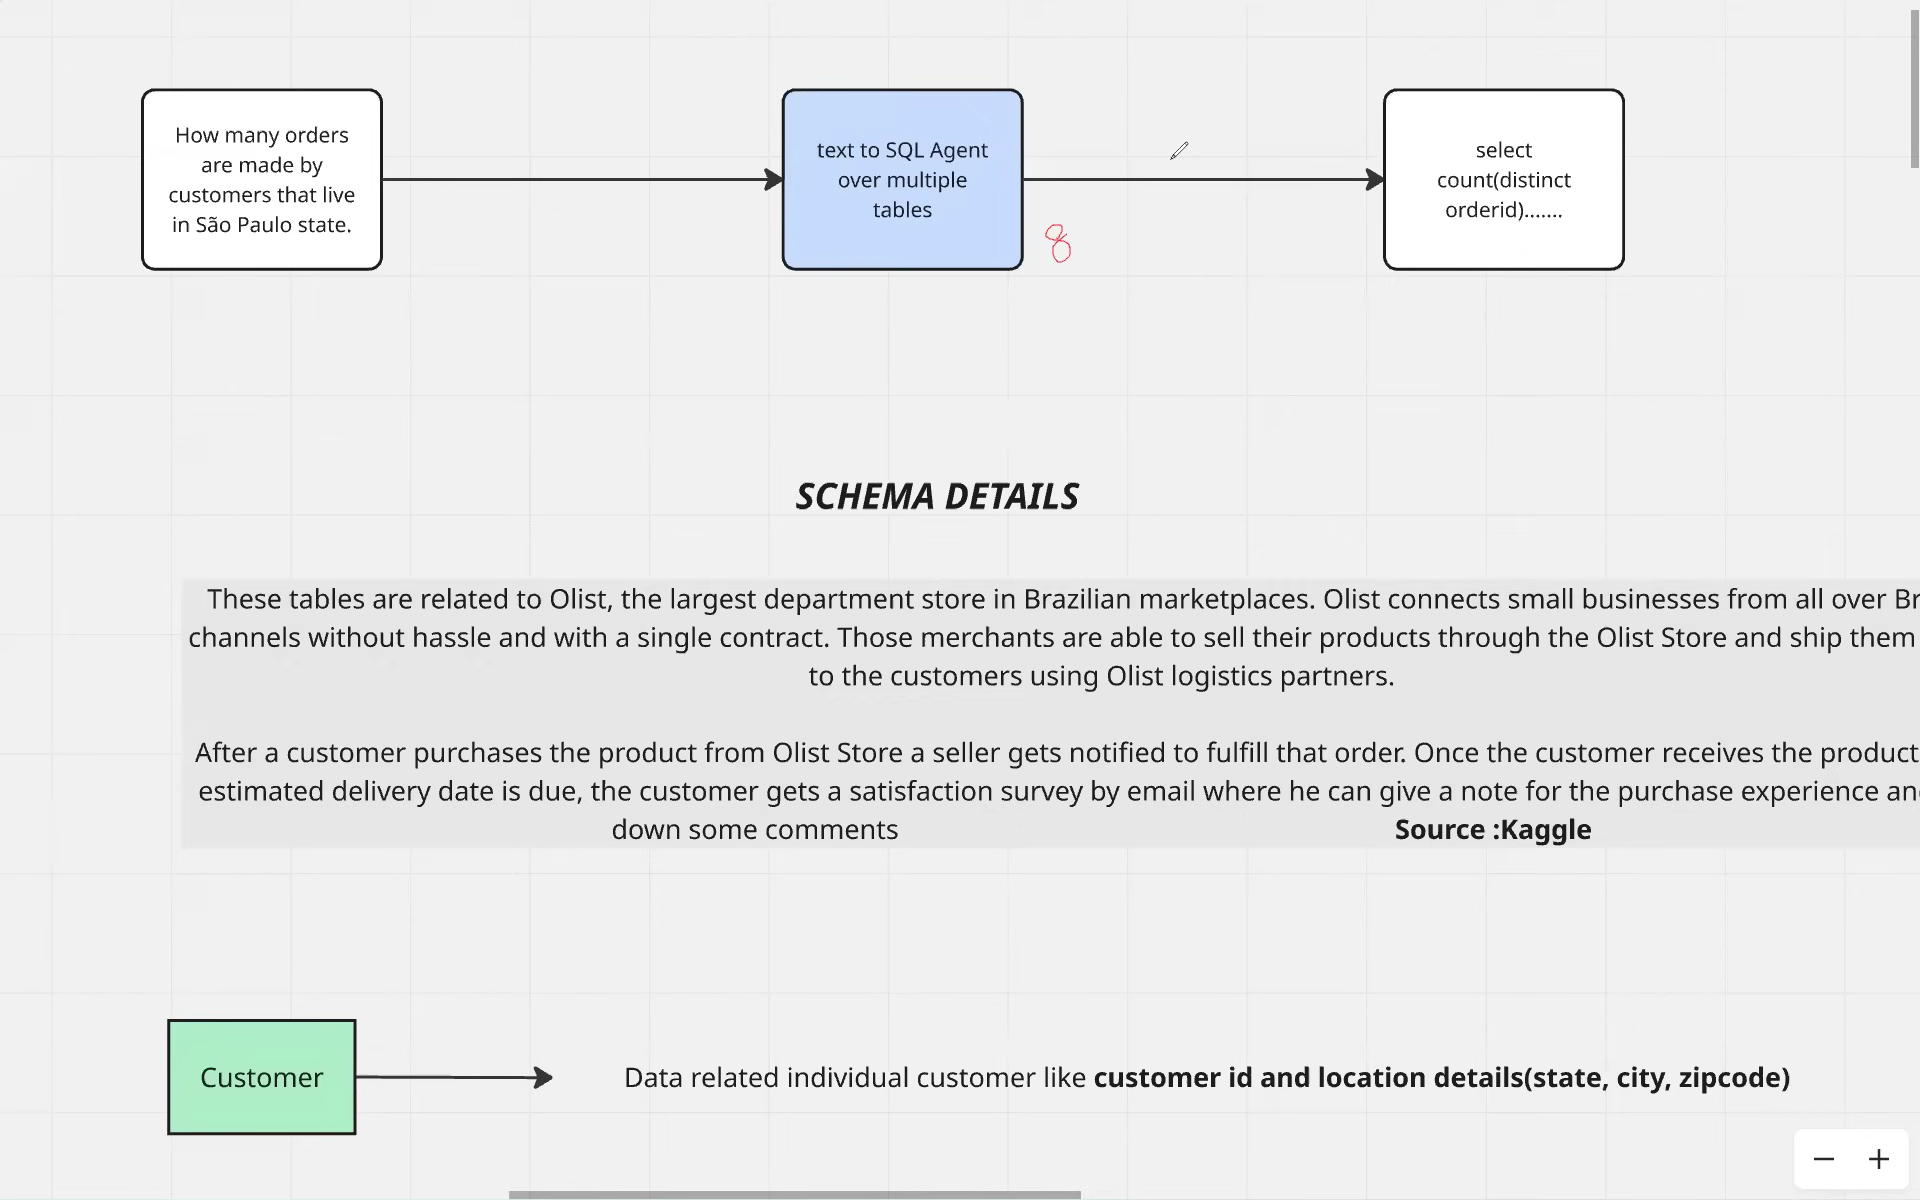 How many orders
are made by
customers that live
in São Paulo state.
text to SQL Agent
over multiple
tables
8
select
count(distinct
orderid).......
SCHEMA DETAILS
These tables are related to Olist, the largest department store in Brazilian marketplaces. Olist connects small businesses from all over Br
channels without hassle and with a single contract. Those merchants are able to sell their products through the Olist Store and ship them
to the customers using Olist logistics partners.
After a customer purchases the product from Olist Store a seller gets notified to fulfill that order. Once the customer receives the product
estimated delivery date is due, the customer gets a satisfaction survey by email where he can give a note for the purchase experience and
down some comments Source :Kaggle
Customer
Data related individual customer like customer id and location details(state, city, zipcode)